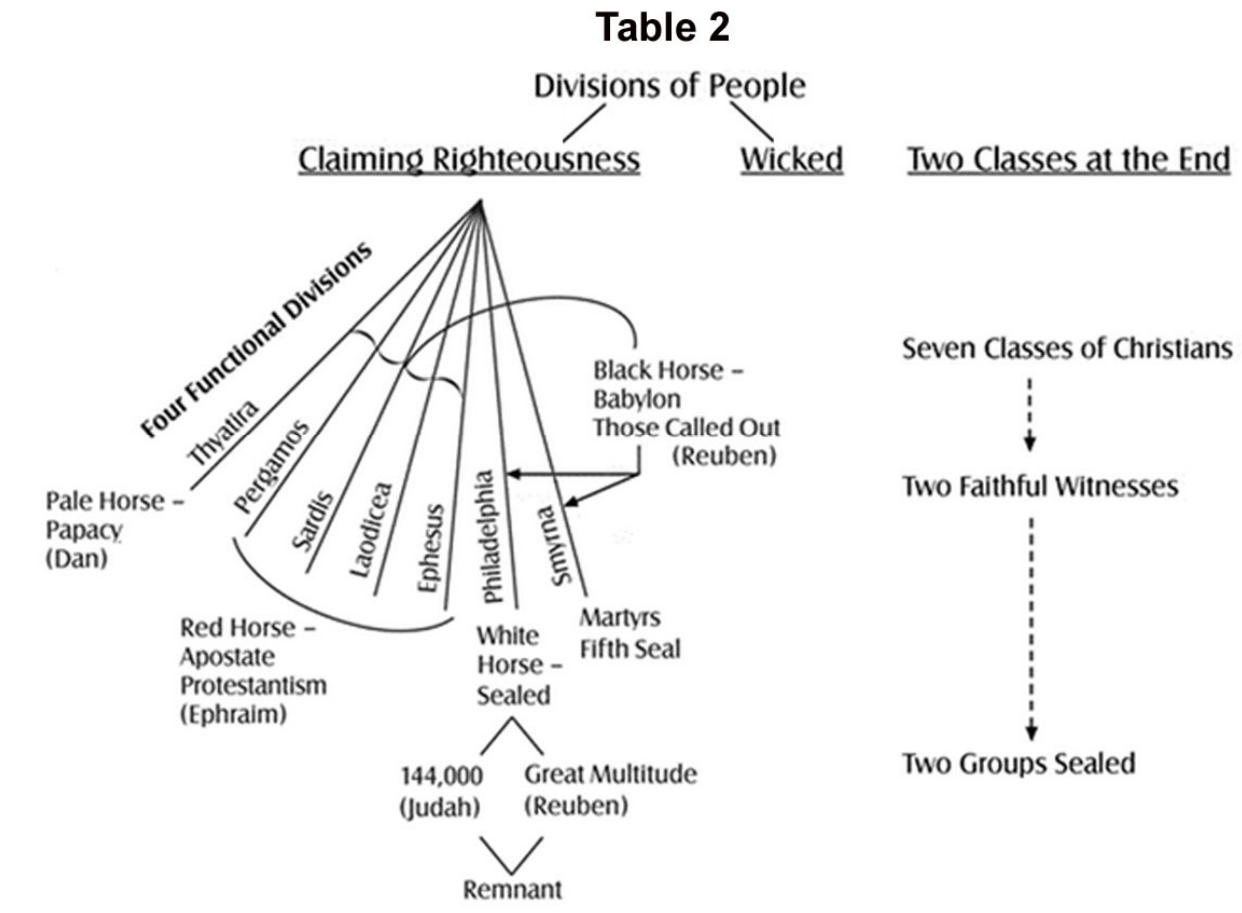 Table 2
Divisions of People
Claiming Righteousness
Wicked
Two Classes at the End
Four Functional Divisions
Thyatira
Pergamos
Sardis
Laodicea
Ephesus
Philadelphia
Smyrna
Black Horse –
Babylon
Those Called Out
(Reuben)
Pale Horse –
Papacy
(Dan)
Red Horse –
Apostate
Protestantism
(Ephraim)
White
Horse –
Sealed
Martyrs
Fifth Seal
144,000
(Judah)
Great Multitude
(Reuben)
Remnant
Seven Classes of Christians
Two Faithful Witnesses
Two Groups Sealed